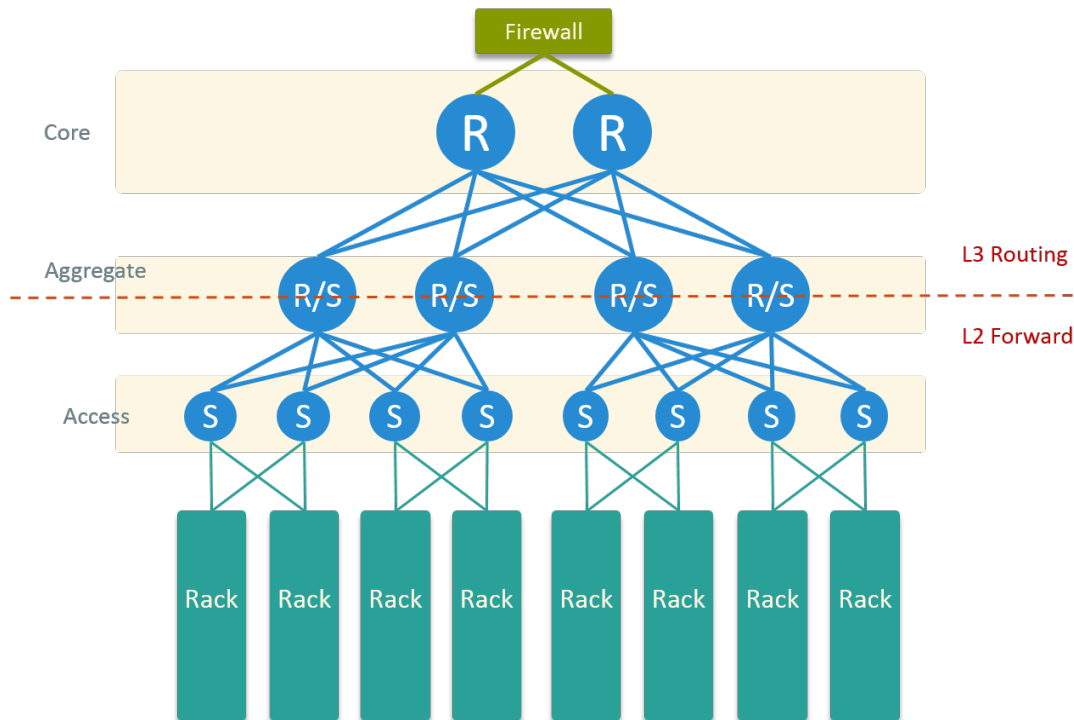 Firewall
Core
R R
Aggregate
L3 Routing
R/S R/S R/S R/S
L2 Forward
Access
S S S S S S S S
Rack Rack Rack Rack Rack Rack Rack Rack